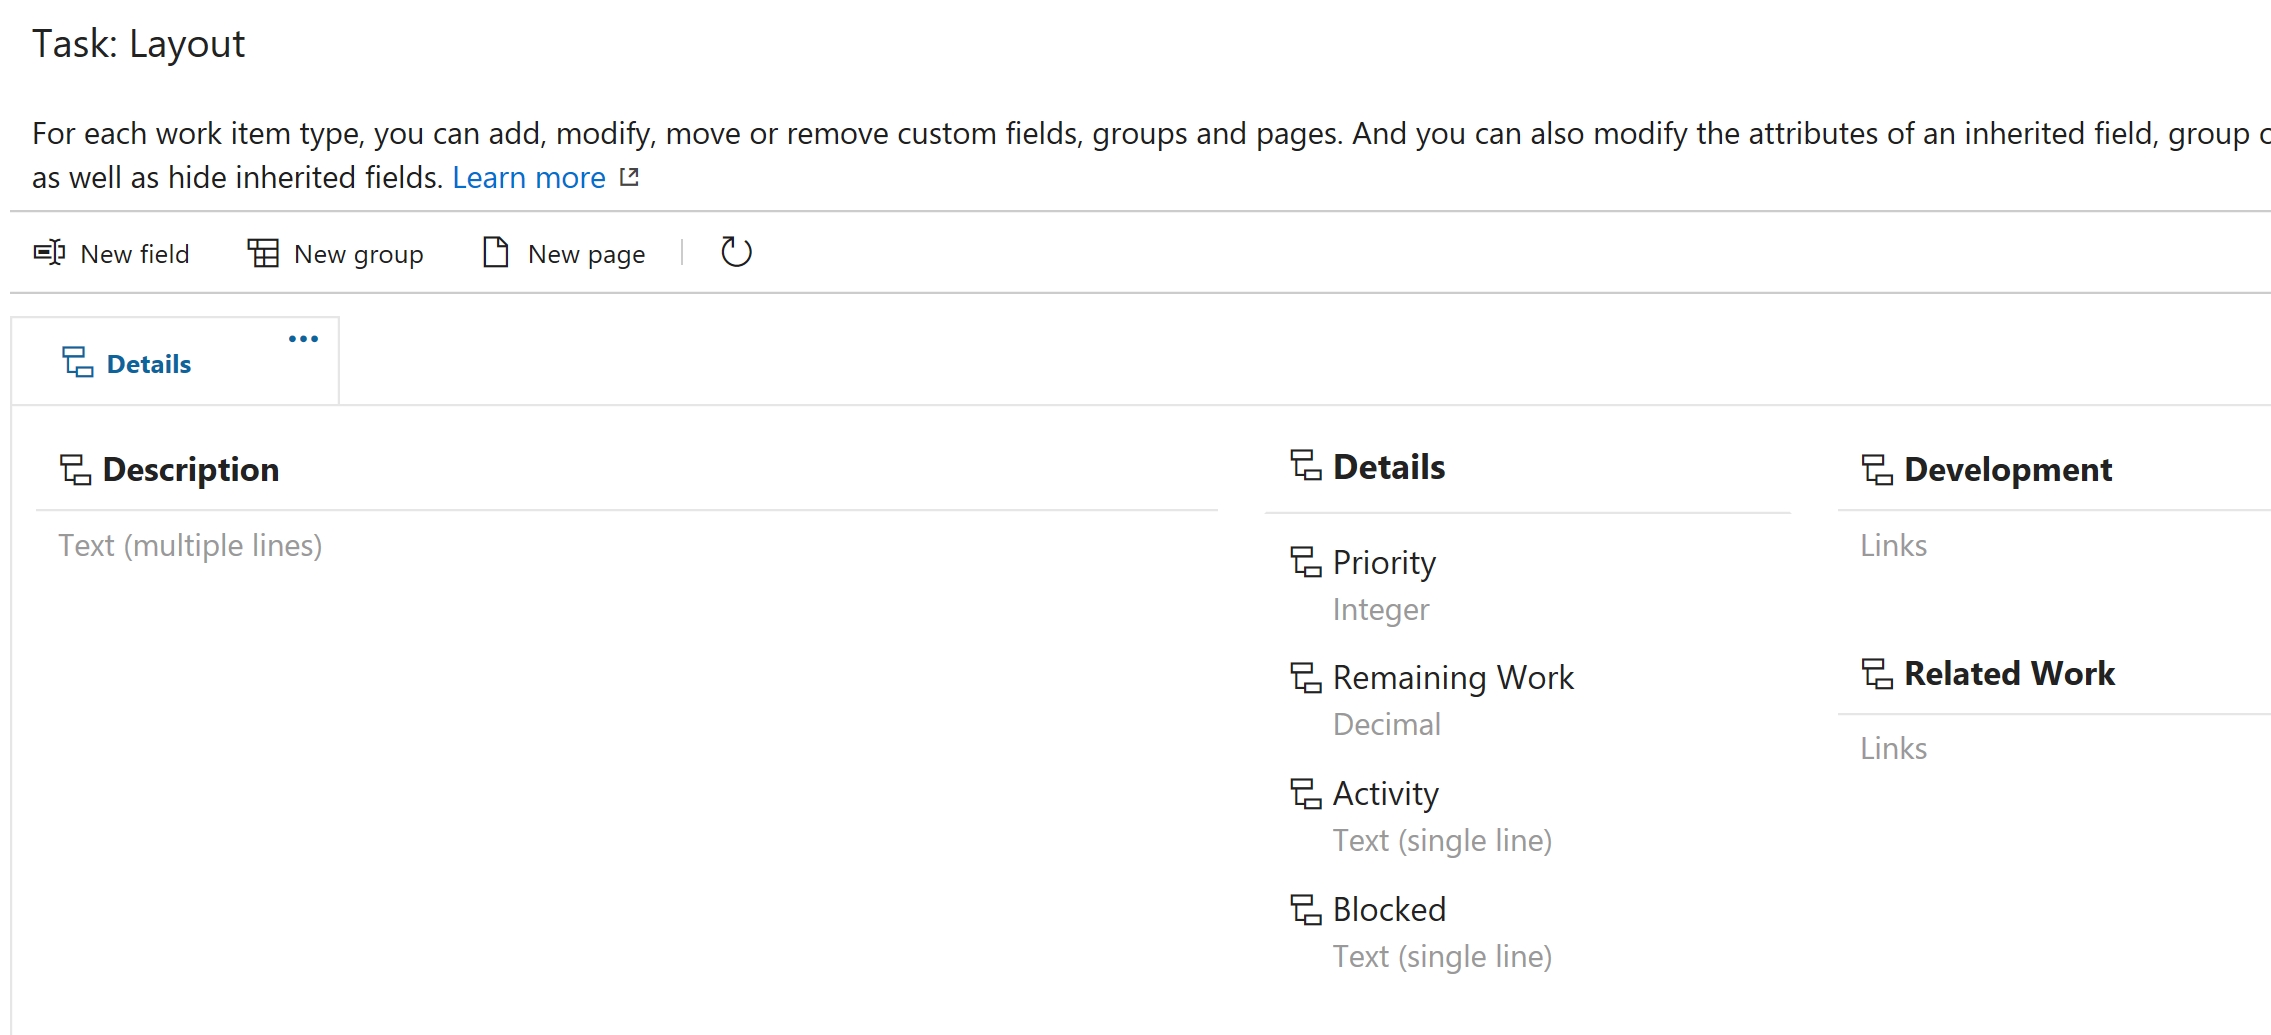 Task: Layout
For each work item type, you can add, modify, move or remove custom fields, groups and pages. And you can also modify the attributes of an inherited field, group
as well as hide inherited fields. Learn more
New field New group New page
Details
Description
Text (multiple lines)
Details
Priority
Integer
Remaining Work
Decimal
Activity
Text (single line)
Blocked
Text (single line)
Development
Links
Related Work
Links